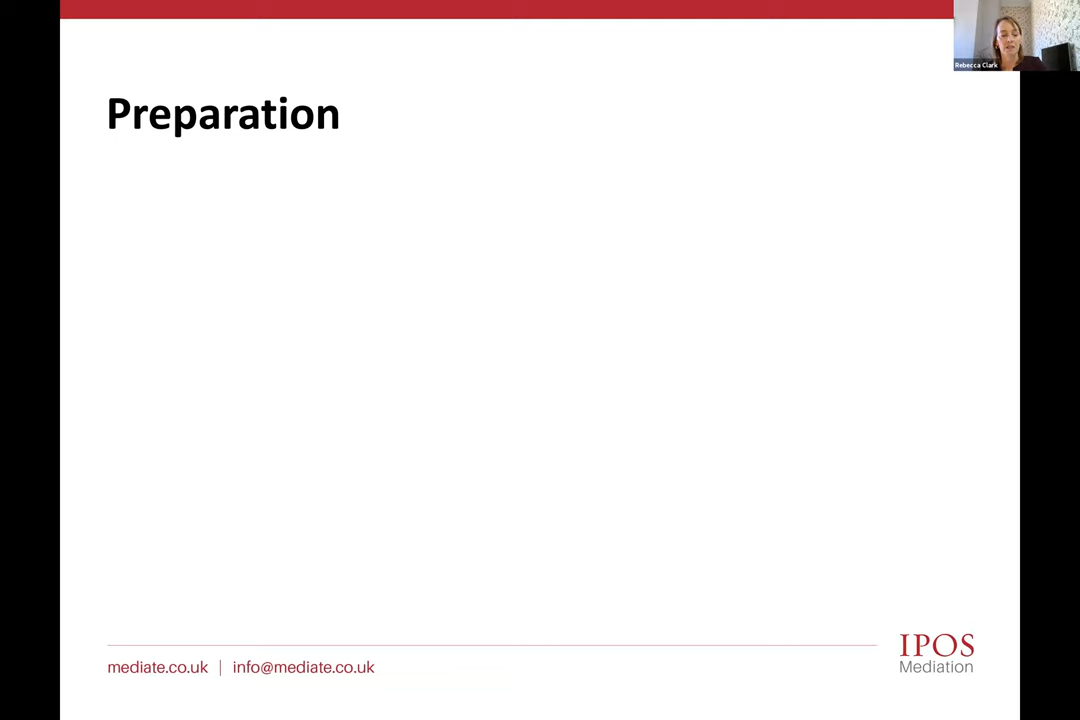 Rebecca Clark
Preparation
mediate.co.uk | info@mediate.co.uk
IPOS
Mediation